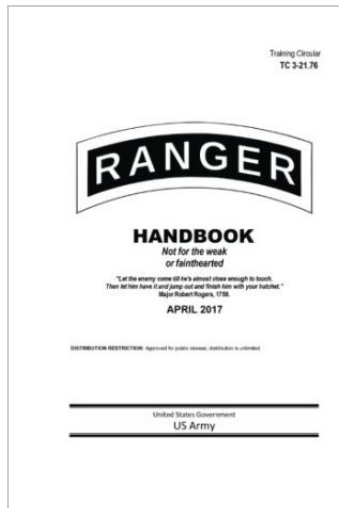 Training Circular
TC 3-21.76
RANGER
HANDBOOK
Not for the weak
or fainthearted
"Let the enemy come till he's almost close enough to touch.
Then let him have it and jump out and finish him with your hatchet."
Major Robert Rogers, 1759.
APRIL 2017
DISTRIBUTION RESTRICTION: Approved for public release; distribution is unlimited.
United States Government
US Army